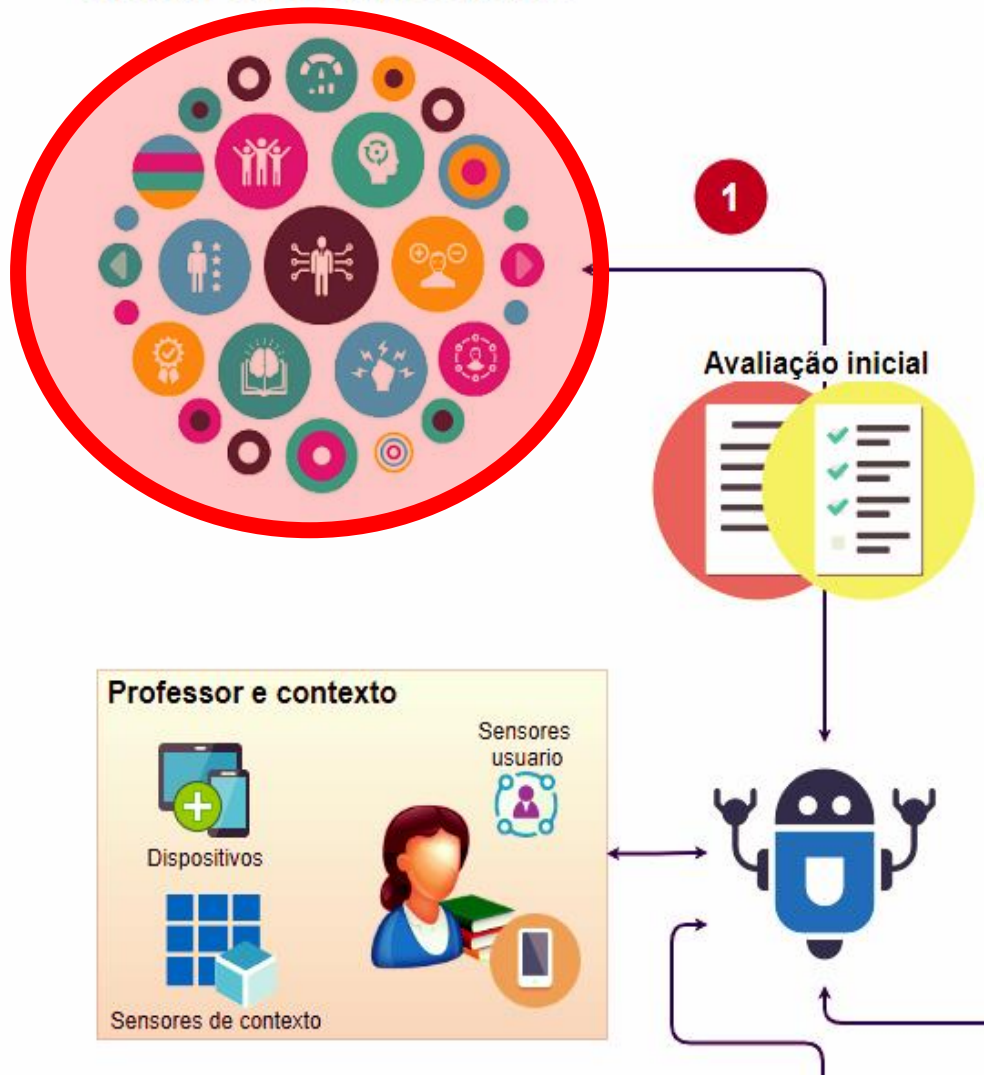 1
Avaliação inicial
Professor e contexto
Sensores
usuario
Dispositivos
Sensores de contexto